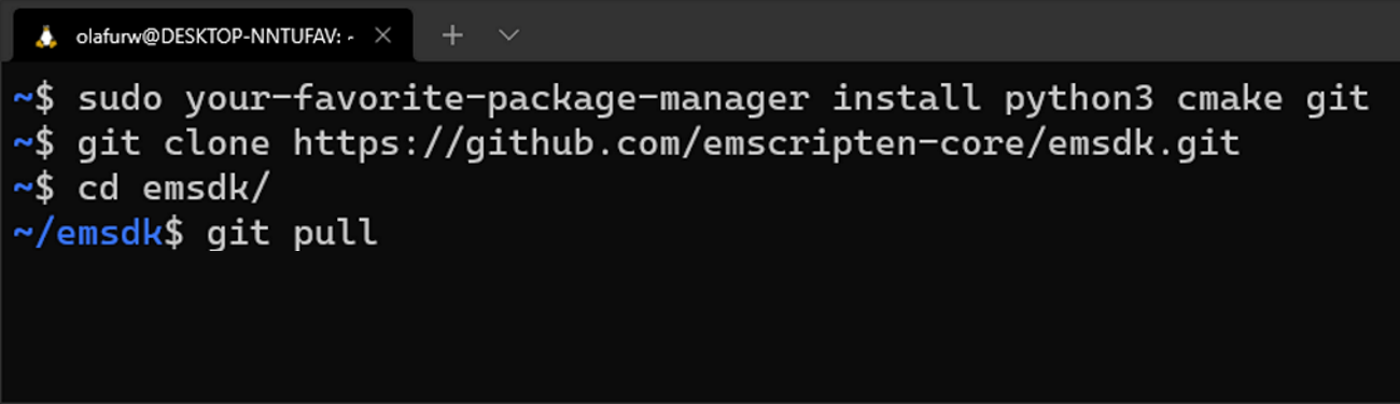 olafurw@DESKTOP-NNTUFAV: ~
~$ sudo your-favorite-package-manager install python3 cmake git
~$ git clone https://github.com/emscripten-core/emsdk.git
~$ cd emsdk/
~/emsdk$ git pull